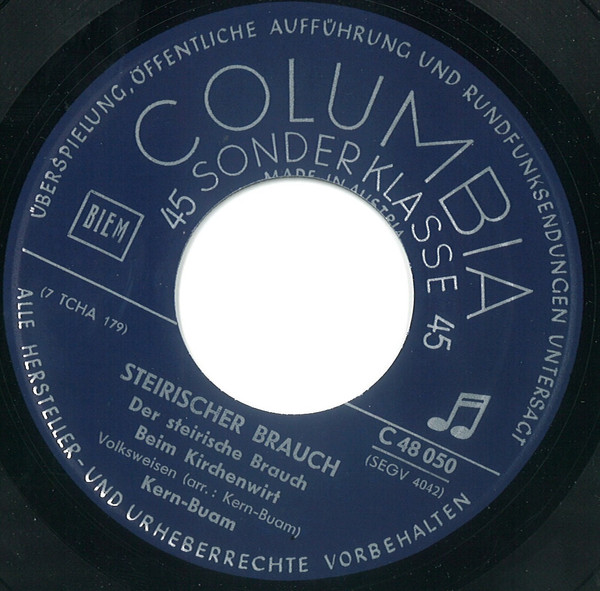 ÜBERSPIELUNG, ÖFFENTLICHE AUFFÜHRUNG UND RUNDFUNKSENDUNGEN UNTERSAGT
COLUMBIA
45 SONDERKLASSE 45
MADE IN AUSTRIA
BIEM
(7 TCHA 179)
C 48 050
(SEGV 4042)
STEIRISCHER BRAUCH
Der steirische Brauch
Beim Kirchenwirt
Volksweisen (arr.: Kern-Buam)
Kern-Buam
ALLE HERSTELLER- UND URHEBERRECHTE VORBEHALTEN